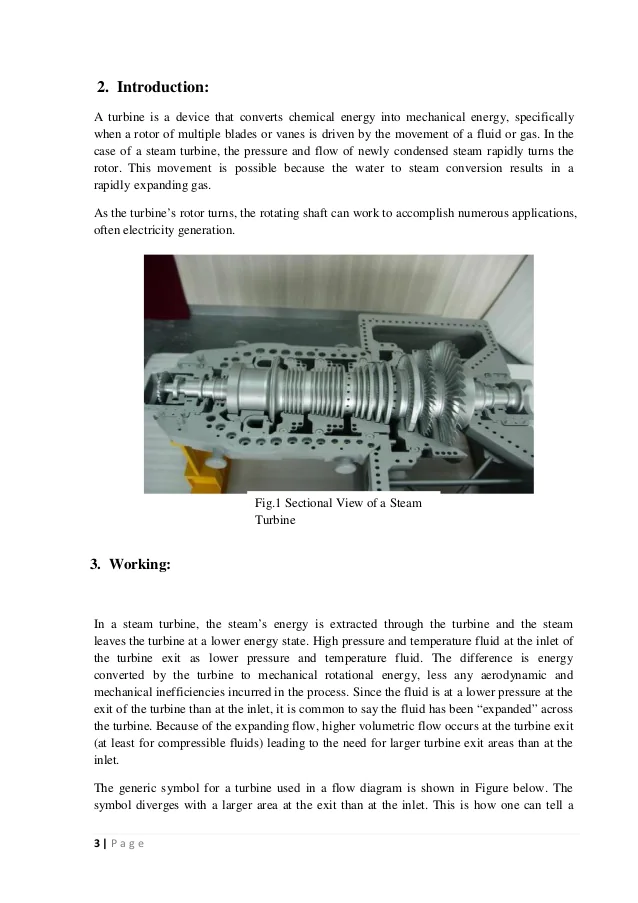 2. Introduction:
A turbine is a device that converts chemical energy into mechanical energy, specifically
when a rotor of multiple blades or vanes is driven by the movement of a fluid or gas. In the
case of a steam turbine, the pressure and flow of newly condensed steam rapidly turns the
rotor. This movement is possible because the water to steam conversion results in a
rapidly expanding gas.
As the turbine’s rotor turns, the rotating shaft can work to accomplish numerous applications,
often electricity generation.
Fig.1 Sectional View of a Steam
Turbine
3. Working:
In a steam turbine, the steam’s energy is extracted through the turbine and the steam
leaves the turbine at a lower energy state. High pressure and temperature fluid at the inlet of
the turbine exit as lower pressure and temperature fluid. The difference is energy
converted by the turbine to mechanical rotational energy, less any aerodynamic and
mechanical inefficiencies incurred in the process. Since the fluid is at a lower pressure at the
exit of the turbine than at the inlet, it is common to say the fluid has been “expanded” across
the turbine. Because of the expanding flow, higher volumetric flow occurs at the turbine exit
(at least for compressible fluids) leading to the need for larger turbine exit areas than at the
inlet.
The generic symbol for a turbine used in a flow diagram is shown in Figure below. The
symbol diverges with a larger area at the exit than at the inlet. This is how one can tell a
3 | P a g e